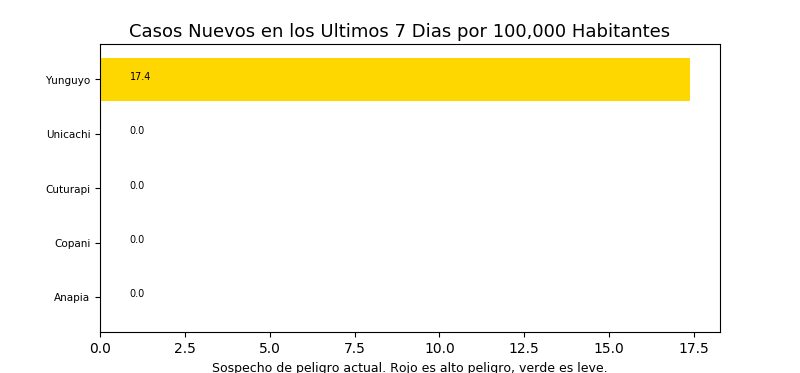 Casos Nuevos en los Ultimos 7 Dias por 100,000 Habitantes
Yunguyo 17.4
Unicachi 0.0
Cuturapi 0.0
Copani 0.0
Anapia 0.0
0.0 2.5 5.0 7.5 10.0 12.5 15.0 17.5
Sospecho de peligro actual. Rojo es alto peligro, verde es leve.